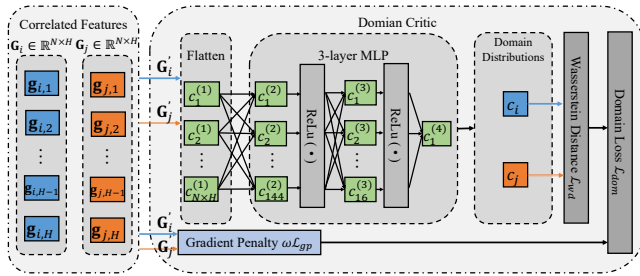 Correlated Features
G_i ∈ ℝ^{N×H} G_j ∈ ℝ^{N×H}
g_{i,1}
g_{j,1}
g_{i,2}
g_{j,2}
⋮
⋮
g_{i,H−1}
g_{j,H−1}
g_{i,H}
g_{j,H}
Domian Critic
G_i
G_j
Flatten
c_1^{(1)}
c_2^{(1)}
...
c_{N×H}^{(1)}
3-layer MLP
c_1^{(2)}
c_2^{(2)}
...
c_{144}^{(2)}
ReLu(•)
c_1^{(3)}
c_2^{(3)}
...
c_{16}^{(3)}
ReLu(•)
c_1^{(4)}
Domain
Distributions
c_i
c_j
Wasserstein Distance
ℒ_{wd}
Domain Loss ℒ_{dom}
G_i
G_j
Gradient Penalty ωℒ_{gp}